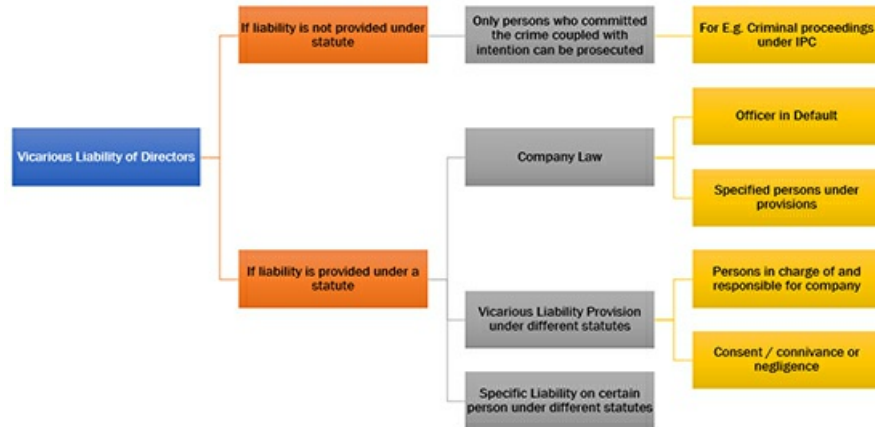 If liability is not provided under
statute
Only persons who committed
the crime coupled with
intention can be prosecuted
For E.g. Criminal proceedings
under IPC
Vicarious Liability of Directors
Company Law
Officer in Default
Specified persons under
provisions
If liability is provided under a
statute
Vicarious Liability Provision
under different statutes
Persons in charge of and
responsible for company
Consent / connivance or
negligence
Specific Liability on certain
person under different statutes